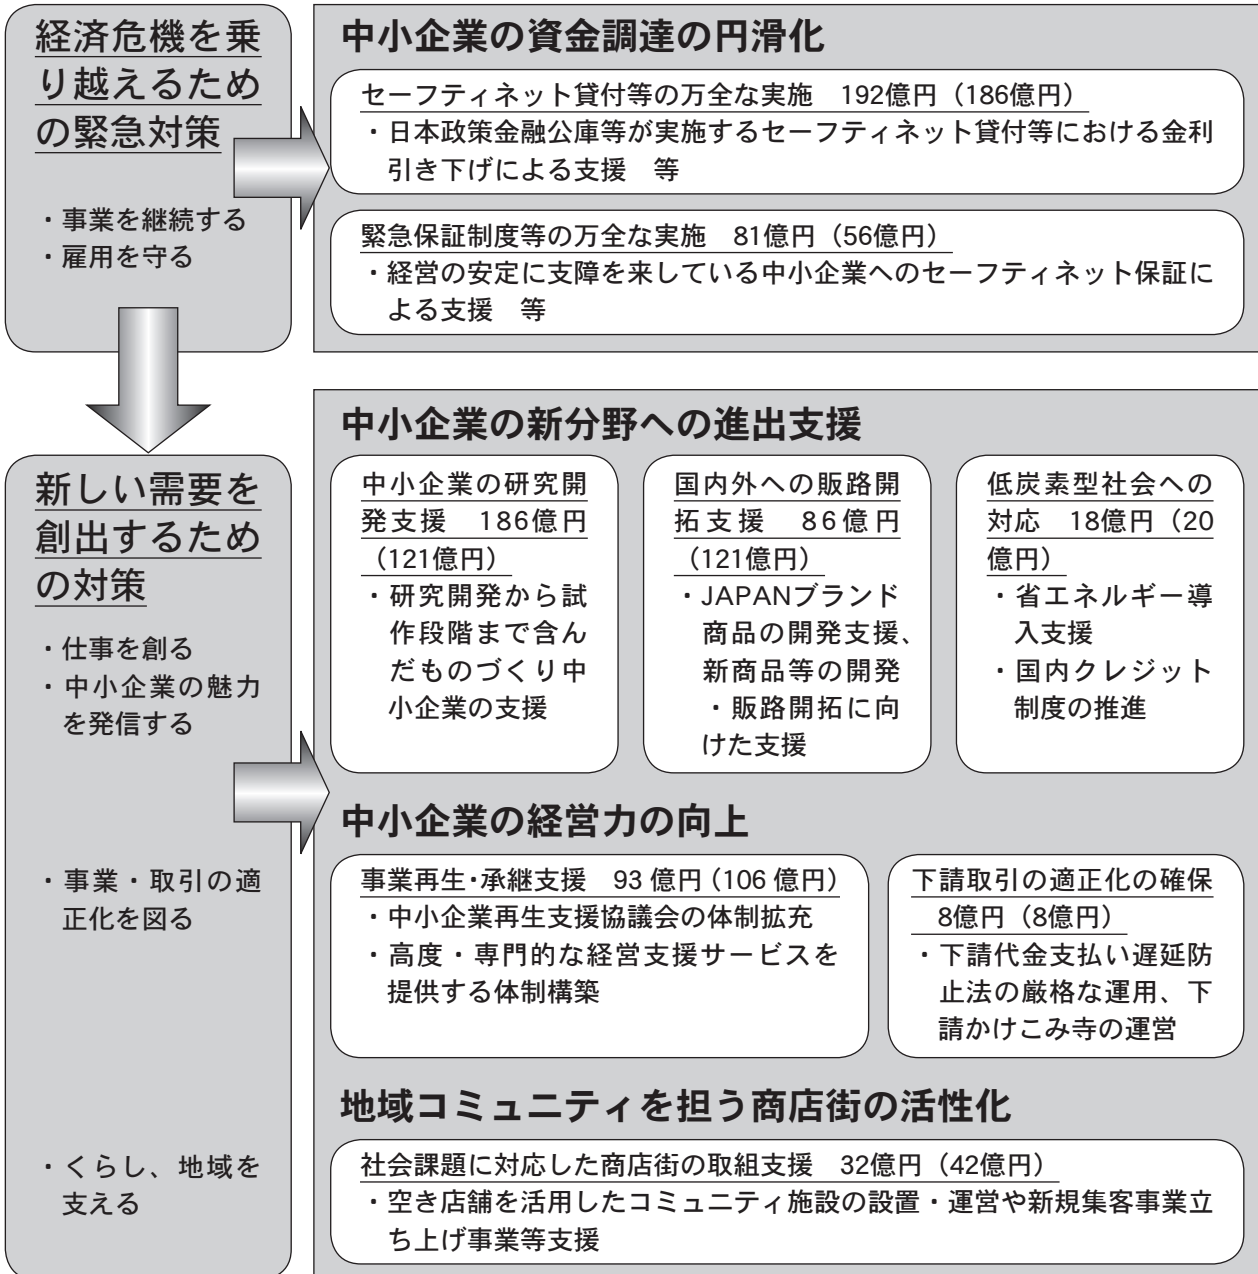 経済危機を乗
り越えるため
の緊急対策
・事業を継続する
・雇用を守る
中小企業の資金調達の円滑化
セーフティネット貸付等の万全な実施　192億円（186億円）
・日本政策金融公庫等が実施するセーフティネット貸付等における金利
引き下げによる支援　等
緊急保証制度等の万全な実施　81億円（56億円）
・経営の安定に支障を来している中小企業へのセーフティネット保証に
よる支援　等
新しい需要を
創出するため
の対策
・仕事を創る
・中小企業の魅力
を発信する
・事業・取引の適
正化を図る
・くらし、地域を
支える
中小企業の新分野への進出支援
中小企業の研究開
発支援　186億円
（121億円）
・研究開発から試
作段階まで含ん
だものづくり中
小企業の支援
国内外への販路開
拓支援　86億円
（121億円）
・JAPANブランド
商品の開発支援、
新商品等の開発
・販路開拓に向
けた支援
低炭素型社会への
対応　18億円（20
億円）
・省エネルギー導
入支援
・国内クレジット
制度の推進
中小企業の経営力の向上
事業再生・承継支援　93億円（106億円）
・中小企業再生支援協議会の体制拡充
・高度・専門的な経営支援サービスを
提供する体制構築
下請取引の適正化の確保
8億円（8億円）
・下請代金支払い遅延防
止法の厳格な運用、下
請かけこみ寺の運営
地域コミュニティを担う商店街の活性化
社会課題に対応した商店街の取組支援　32億円（42億円）
・空き店舗を活用したコミュニティ施設の設置・運営や新規集客事業立
ち上げ事業等支援